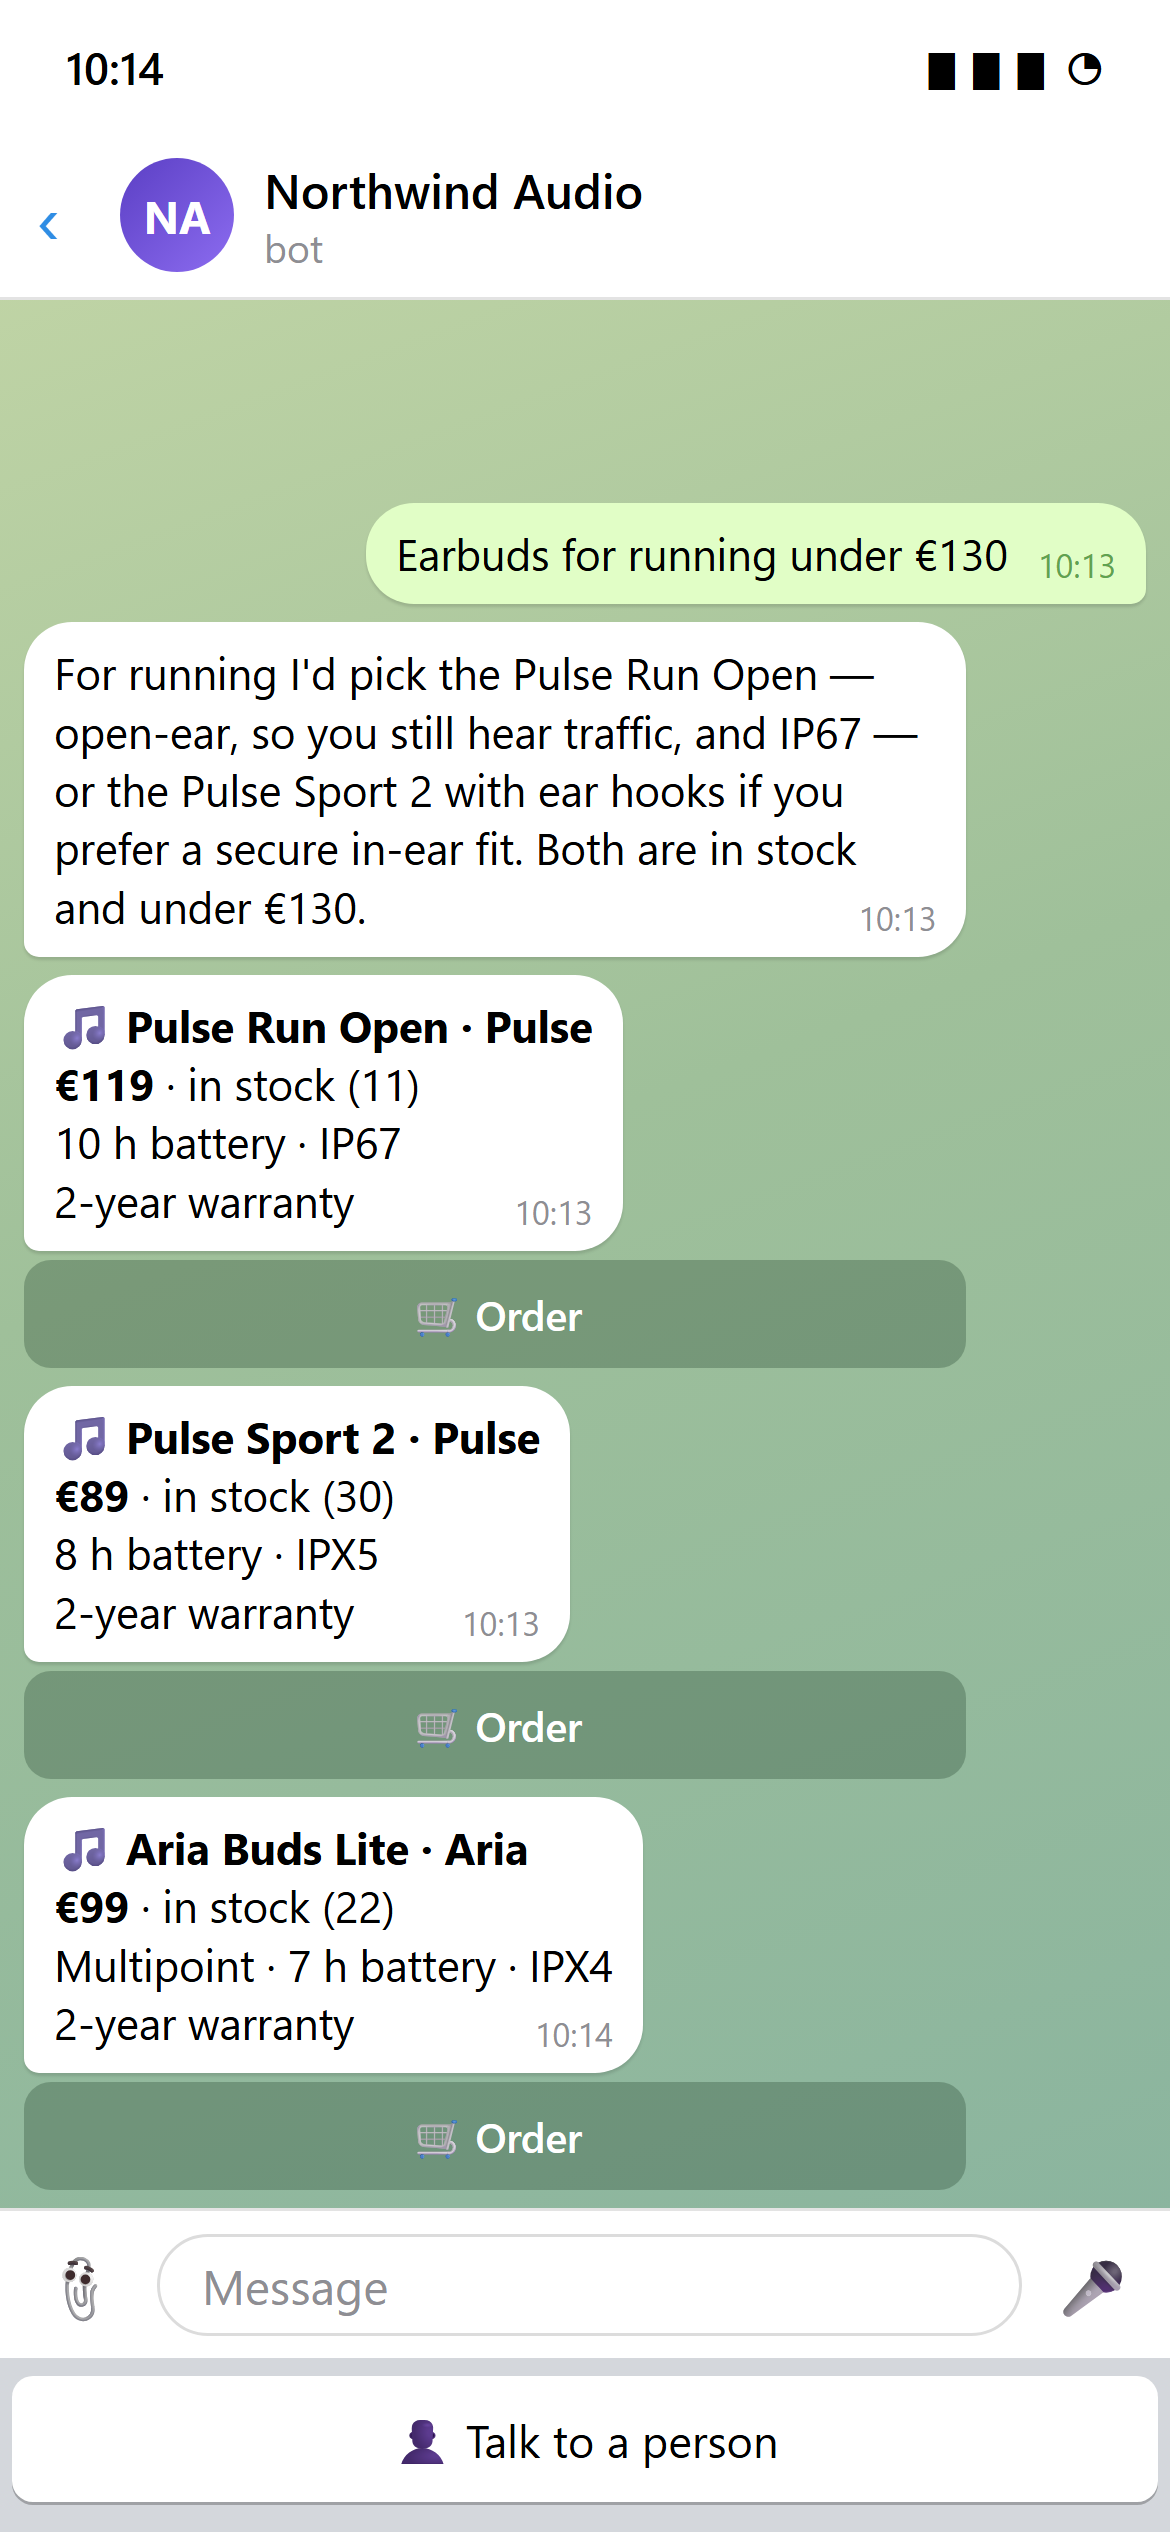 10:14
NA
Northwind Audio
bot
Earbuds for running under €130 10:13
For running I'd pick the Pulse Run Open —
open-ear, so you still hear traffic, and IP67 —
or the Pulse Sport 2 with ear hooks if you
prefer a secure in-ear fit. Both are in stock
and under €130. 10:13
🎵 Pulse Run Open · Pulse
€119 · in stock (11)
10 h battery · IP67
2-year warranty 10:13
🛒 Order
🎵 Pulse Sport 2 · Pulse
€89 · in stock (30)
8 h battery · IPX5
2-year warranty 10:13
🛒 Order
🎵 Aria Buds Lite · Aria
€99 · in stock (22)
Multipoint · 7 h battery · IPX4
2-year warranty 10:14
🛒 Order
Message
👤 Talk to a person